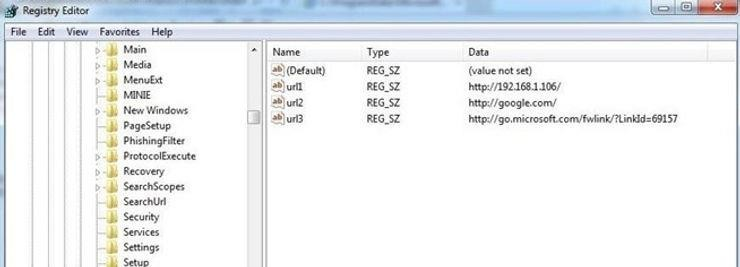 Registry Editor
File Edit View Favorites Help
Main
Media
MenuExt
MINIE
New Windows
PageSetup
PhishingFilter
ProtocolExecute
Recovery
SearchScopes
SearchUrl
Security
Services
Settings
Setup
Name Type Data
(Default) REG_SZ (value not set)
url1 REG_SZ http://192.168.1.106/
url2 REG_SZ http://google.com/
url3 REG_SZ http://go.microsoft.com/fwlink/?LinkId=69157